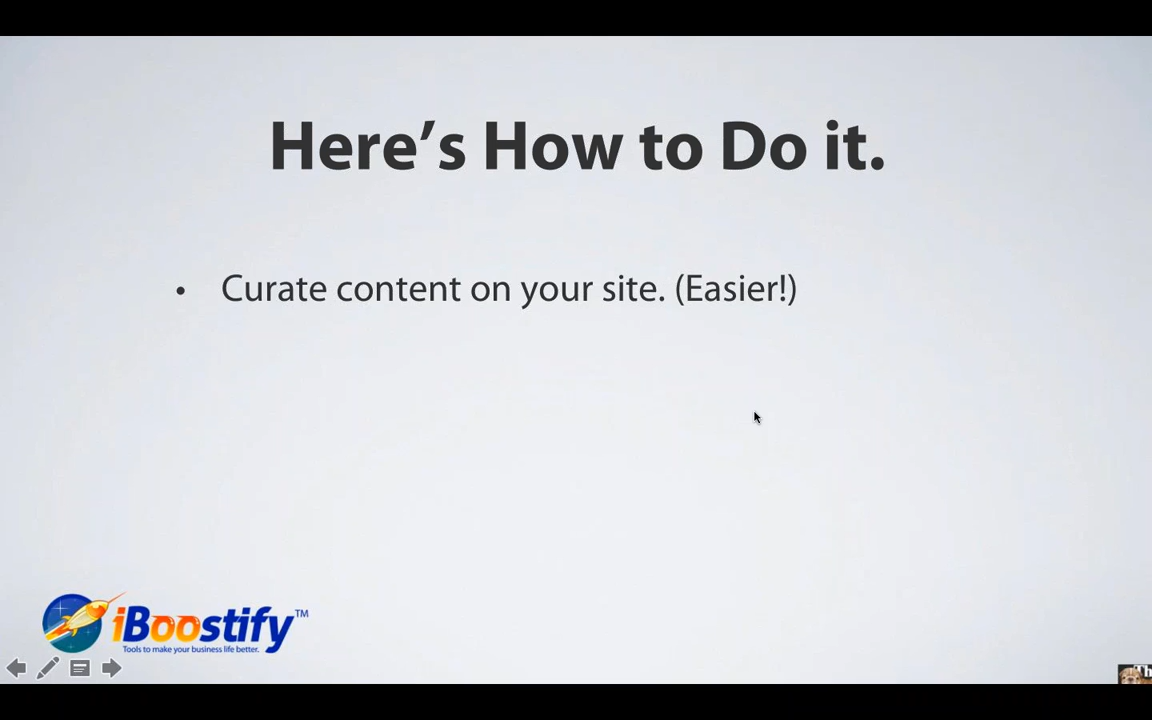 Here’s How to Do it.
• Curate content on your site. (Easier!)
iBoostify™
Tools to make your business life better.
Th